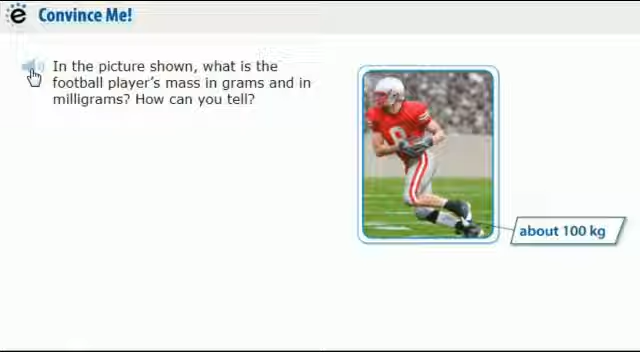 Convince Me!
In the picture shown, what is the
football player's mass in grams and in
milligrams? How can you tell?
about 100 kg